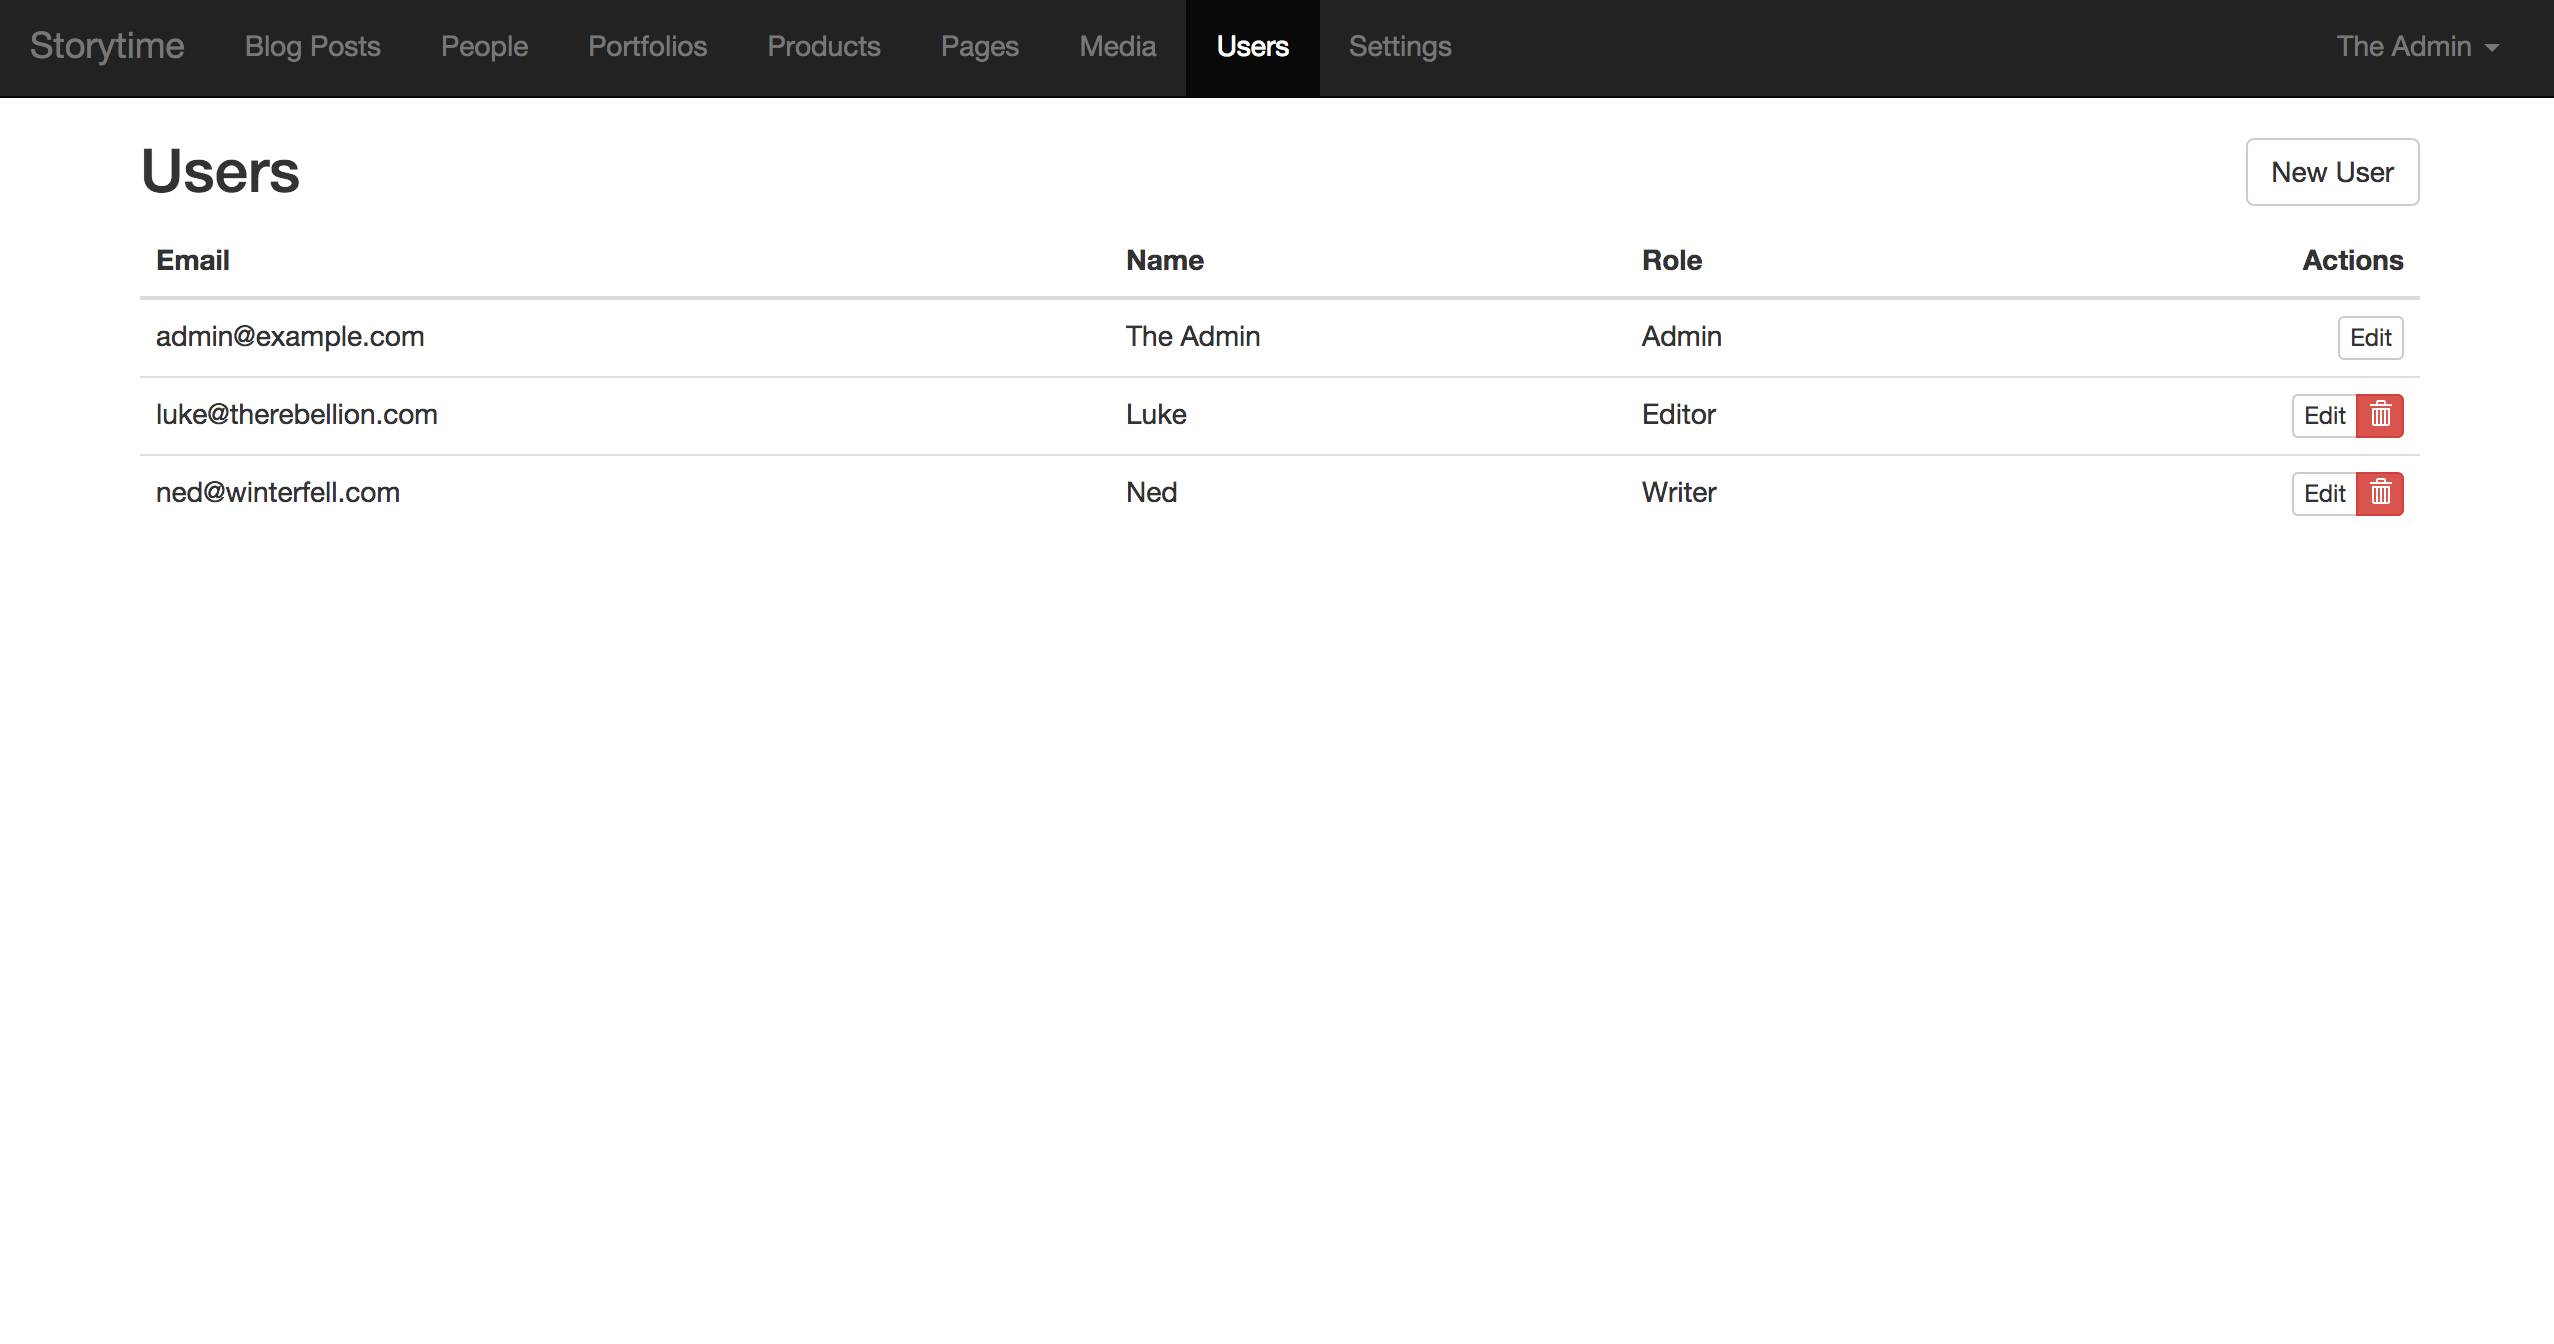 Storytime Blog Posts People Portfolios Products Pages Media Users Settings The Admin
Users New User
Email Name Role Actions
admin@example.com The Admin Admin Edit
luke@therebellion.com Luke Editor Edit
ned@winterfell.com Ned Writer Edit